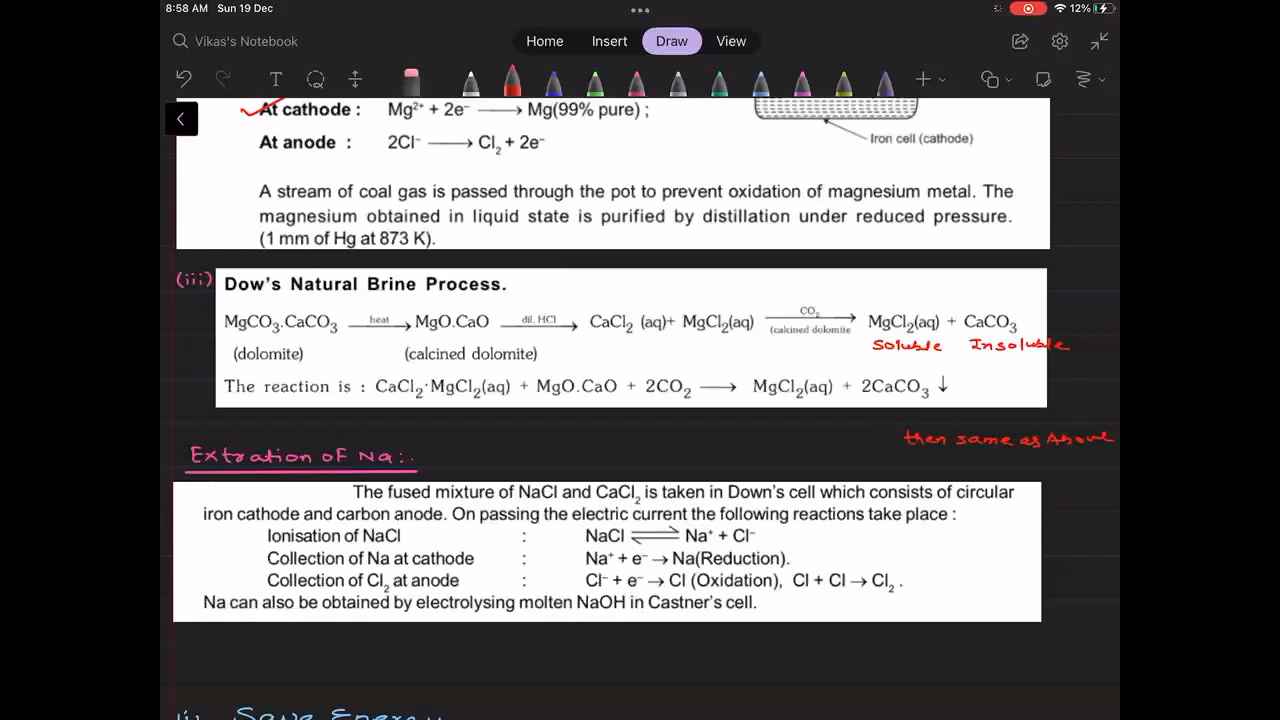 8:58 AM Sun 19 Dec
12%
Vikas's Notebook
Home Insert Draw View
At cathode : Mg²⁺ + 2e⁻ ⟶ Mg(99% pure) ;
Iron cell (cathode)
At anode : 2Cl⁻ ⟶ Cl₂ + 2e⁻
A stream of coal gas is passed through the pot to prevent oxidation of magnesium metal. The
magnesium obtained in liquid state is purified by distillation under reduced pressure.
(1 mm of Hg at 873 K).
(iii) Dow's Natural Brine Process.
MgCO₃.CaCO₃ —heat→ MgO.CaO —dil. HCl→ CaCl₂ (aq)+ MgCl₂(aq) —CO₂ (calcined dolomite→ MgCl₂(aq) + CaCO₃
Soluble Insoluble
(dolomite) (calcined dolomite)
The reaction is : CaCl₂·MgCl₂(aq) + MgO.CaO + 2CO₂ ⟶ MgCl₂(aq) + 2CaCO₃ ↓
then same as Above
Extration of Na:.
The fused mixture of NaCl and CaCl₂ is taken in Down's cell which consists of circular
iron cathode and carbon anode. On passing the electric current the following reactions take place :
Ionisation of NaCl : NaCl ⇌ Na⁺ + Cl⁻
Collection of Na at cathode : Na⁺ + e⁻ → Na(Reduction).
Collection of Cl₂ at anode : Cl⁻ + e⁻ → Cl (Oxidation), Cl + Cl → Cl₂ .
Na can also be obtained by electrolysing molten NaOH in Castner's cell.
Save Energy